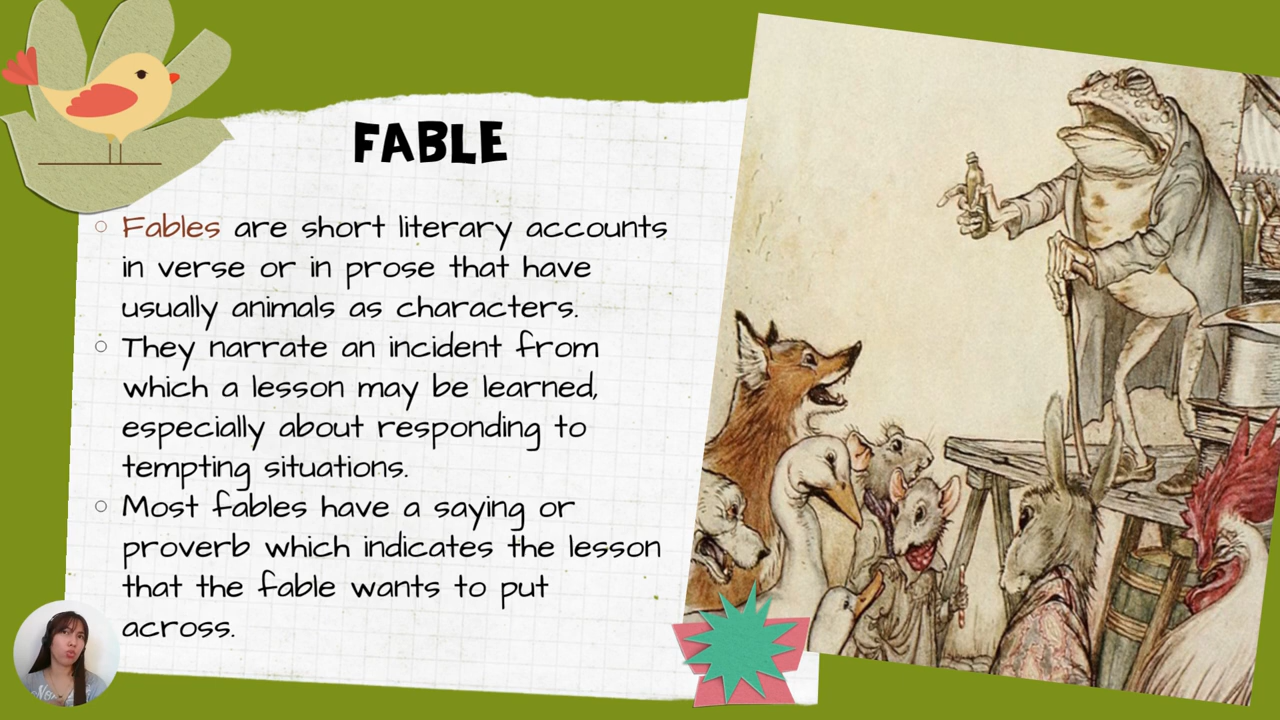 FABLE
Fables are short literary accounts
in verse or in prose that have
usually animals as characters.
They narrate an incident from
which a lesson may be learned,
especially about responding to
tempting situations.
Most fables have a saying or
proverb which indicates the lesson
that the fable wants to put
across.